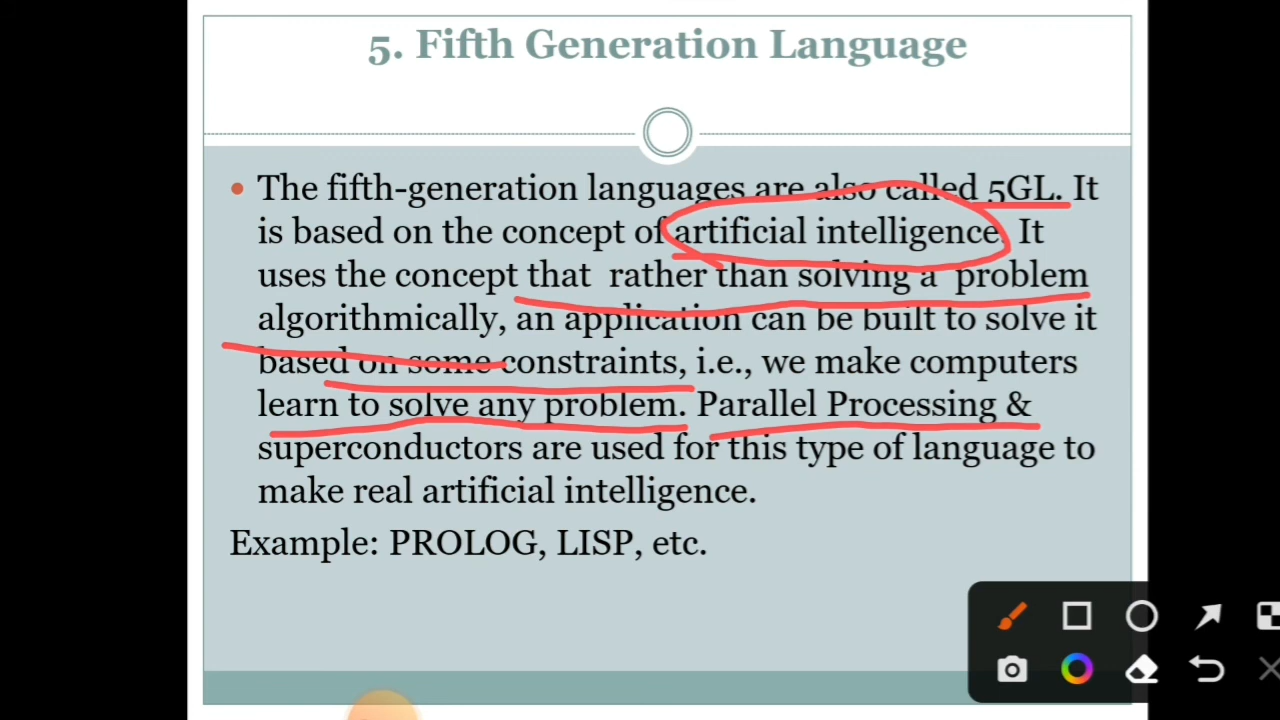 5. Fifth Generation Language
• The fifth-generation languages are also called 5GL. It
is based on the concept of artificial intelligence. It
uses the concept that rather than solving a problem
algorithmically, an application can be built to solve it
based on some constraints, i.e., we make computers
learn to solve any problem. Parallel Processing &
superconductors are used for this type of language to
make real artificial intelligence.
Example: PROLOG, LISP, etc.